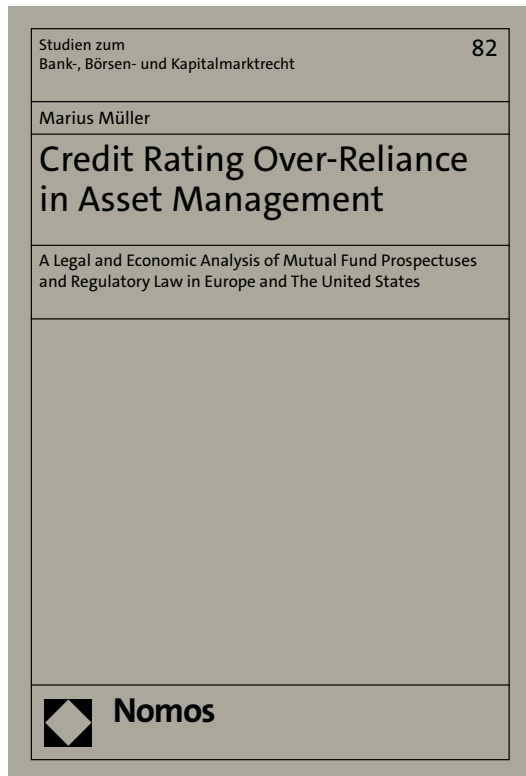 Studien zum
Bank-, Börsen- und Kapitalmarktrecht
82
Marius Müller
Credit Rating Over-Reliance
in Asset Management
A Legal and Economic Analysis of Mutual Fund Prospectuses
and Regulatory Law in Europe and The United States
Nomos